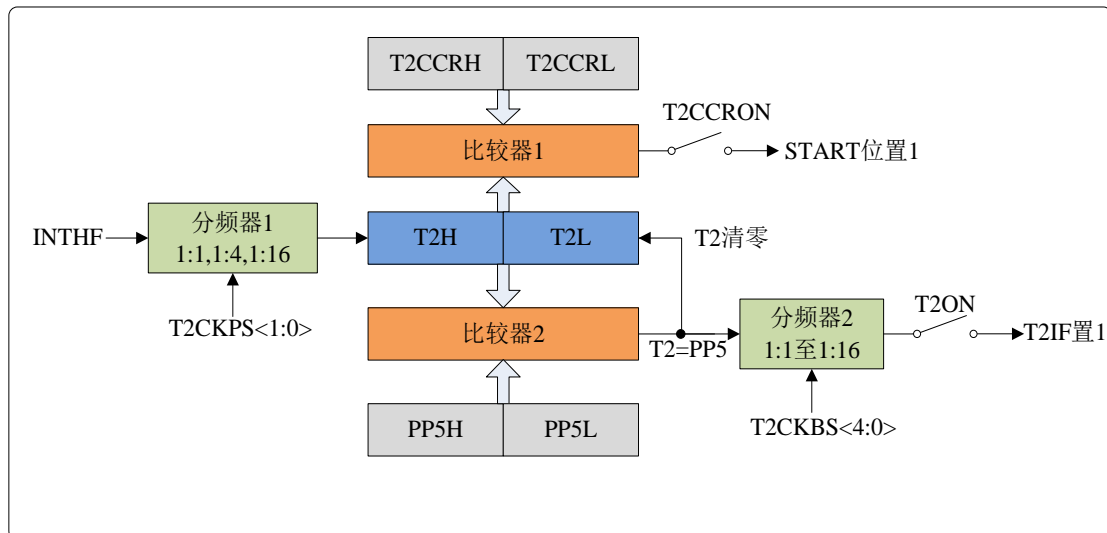 T2CCRH
T2CCRL
T2CCRON
比较器1
START位置1
INTHF
分频器1
1:1,1:4,1:16
T2H
T2L
T2清零
T2CKPS<1:0>
比较器2
T2=PP5
分频器2
1:1至1:16
T2ON
T2IF置1
PP5H
PP5L
T2CKBS<4:0>